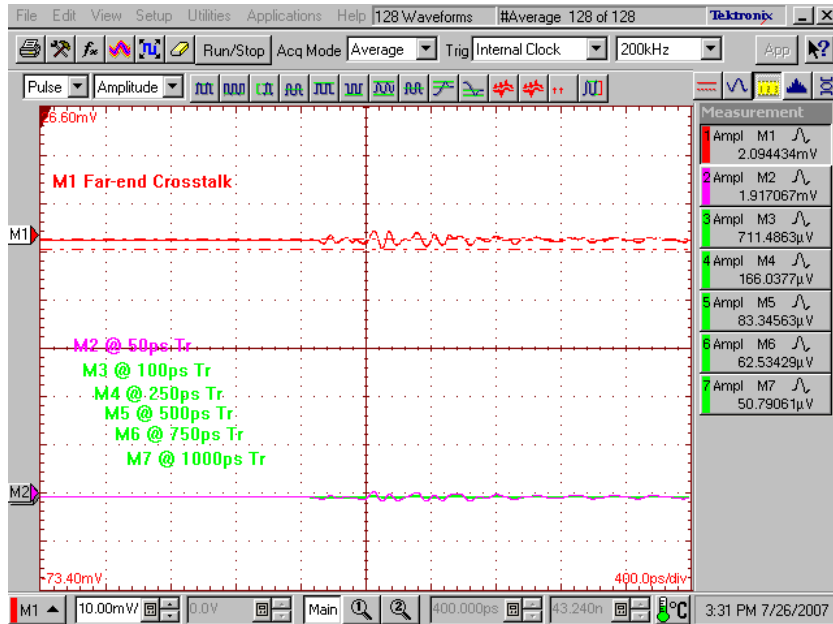 File Edit View Setup Utilities Applications Help 128 Waveforms #Average 128 of 128 Tektronix
Run/Stop Acq Mode Average Trig Internal Clock 200kHz App
Pulse Amplitude
Measurement
26.60mV
1 Ampl M1
2.094434mV
M1 Far-end Crosstalk
2 Ampl M2
1.917067mV
M1
3 Ampl M3
711.4863µV
4 Ampl M4
166.0377µV
5 Ampl M5
83.34563µV
M2 @ 50ps Tr
6 Ampl M6
62.53429µV
M3 @ 100ps Tr
7 Ampl M7
50.79061µV
M4 @ 250ps Tr
M5 @ 500ps Tr
M6 @ 750ps Tr
M7 @ 1000ps Tr
M2
-73.40mV 400.0ps/div
M1 10.00mV/ 0.0V Main 1 2 400.000ps 43.240n °C 3:31 PM 7/26/2007